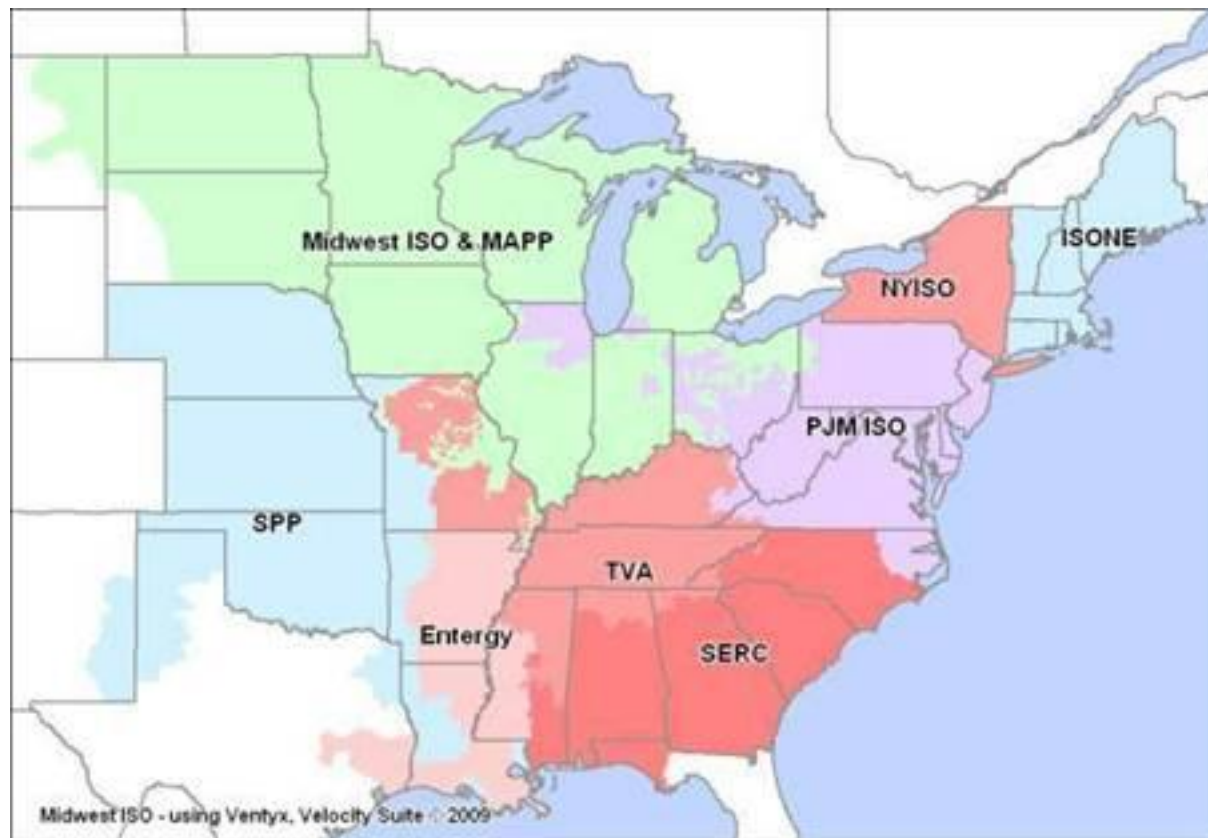 Midwest ISO & MAPP
ISONE
NYISO
PJM ISO
SPP
TVA
Entergy
SERC
Midwest ISO - using Ventyx, Velocity Suite © 2009